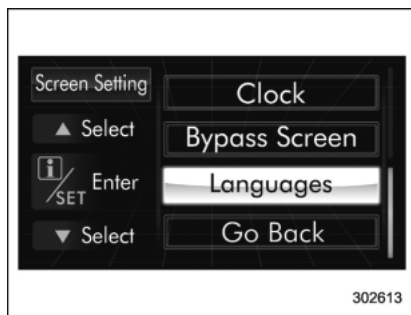 Screen Setting
Clock
▲ Select
Bypass Screen
i/SET Enter
Languages
▼ Select
Go Back
302613